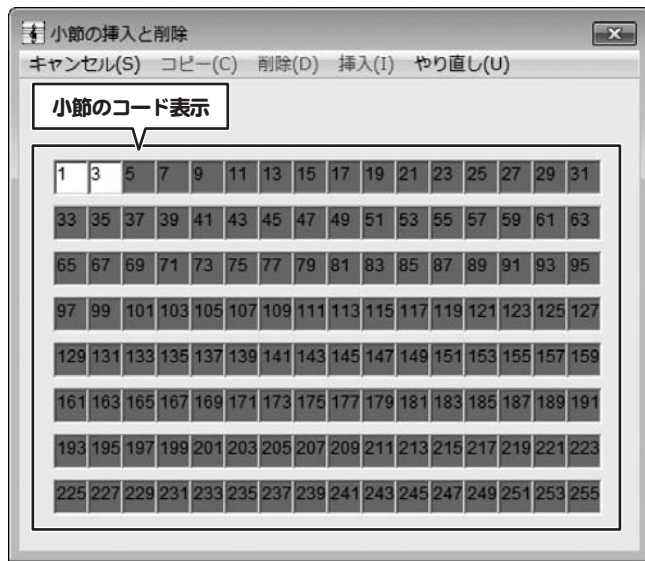 小節の挿入と削除
キャンセル(S) コピー(C) 削除(D) 挿入(I) やり直し(U)
小節のコード表示
1 3 5 7 9 11 13 15 17 19 21 23 25 27 29 31
33 35 37 39 41 43 45 47 49 51 53 55 57 59 61 63
65 67 69 71 73 75 77 79 81 83 85 87 89 91 93 95
97 99 101 103 105 107 109 111 113 115 117 119 121 123 125 127
129 131 133 135 137 139 141 143 145 147 149 151 153 155 157 159
161 163 165 167 169 171 173 175 177 179 181 183 185 187 189 191
193 195 197 199 201 203 205 207 209 211 213 215 217 219 221 223
225 227 229 231 233 235 237 239 241 243 245 247 249 251 253 255